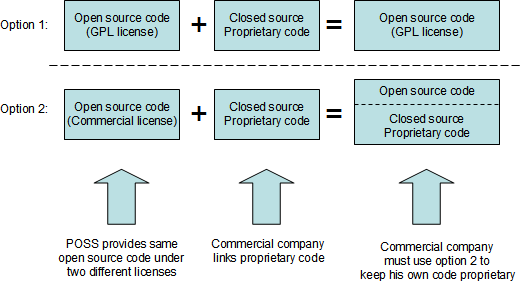 Option 1:
Open source code
(GPL license)
+
Closed source
Proprietary code
=
Open source code
(GPL license)
Option 2:
Open source code
(Commercial license)
+
Closed source
Proprietary code
=
Open source code
Closed source
Proprietary code
POSS provides same
open source code under
two different licenses
Commercial company
links proprietary code
Commercial company
must use option 2 to
keep his own code proprietary